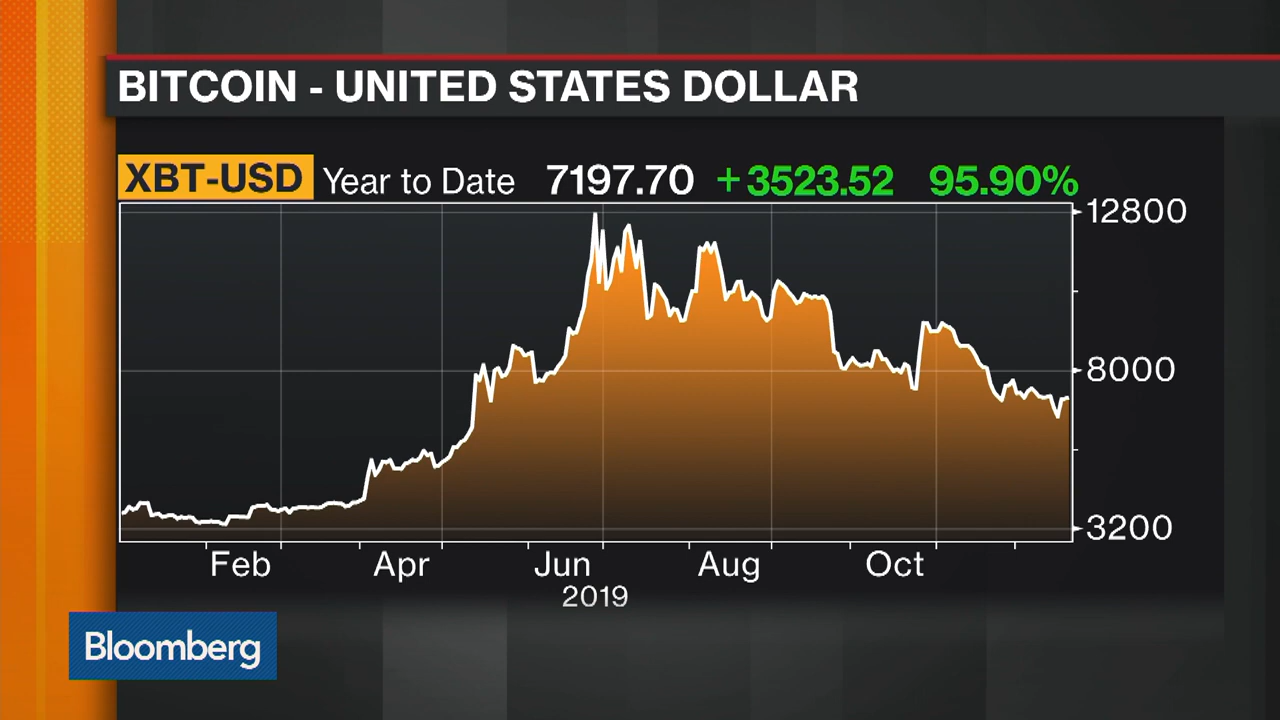 BITCOIN - UNITED STATES DOLLAR
XBT-USD Year to Date 7197.70 +3523.52 95.90%
12800
8000
3200
Feb Apr Jun Aug Oct
2019
Bloomberg